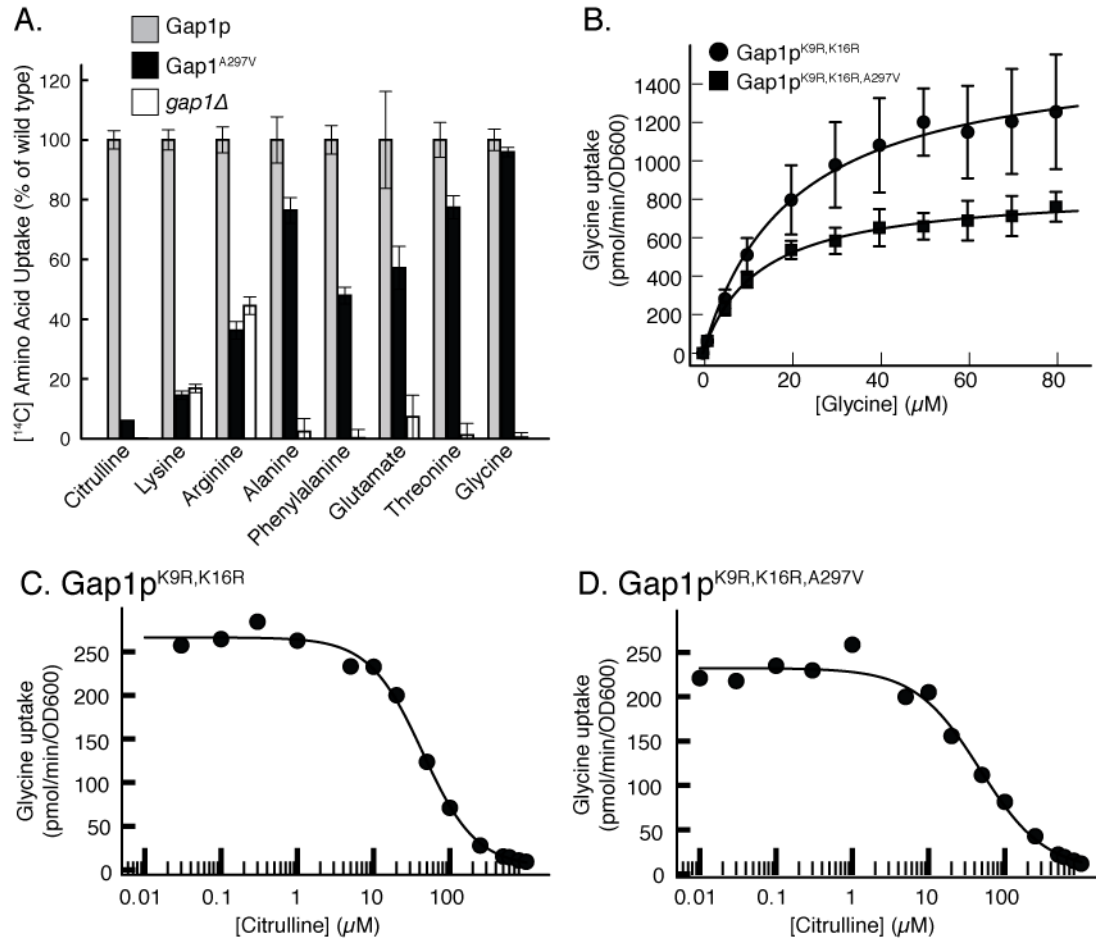 A.
Gap1p
Gap1A297V
gap1Δ
[14C] Amino Acid Uptake (% of wild type)
120
100
80
60
40
20
0
Citrulline
Lysine
Arginine
Alanine
Phenylalanine
Glutamate
Threonine
Glycine
B.
Gap1pK9R,K16R
Gap1pK9R,K16R,A297V
Glycine uptake
(pmol/min/OD600)
1400
1200
1000
800
600
400
200
0
0 20 40 60 80
[Glycine] (µM)
C. Gap1pK9R,K16R
Glycine uptake
(pmol/min/OD600)
250
200
150
100
50
0
0.01 0.1 1 10 100
[Citrulline] (µM)
D. Gap1pK9R,K16R,A297V
Glycine uptake
(pmol/min/OD600)
250
200
150
100
50
0
0.01 0.1 1 10 100
[Citrulline] (µM)